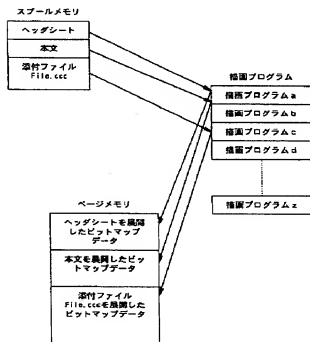 スプールメモリ
ヘッダシート
本文
添付ファイル
File.ccc
描画プログラム
描画プログラムa
描画プログラムb
描画プログラムc
描画プログラムd
描画プログラムz
ページメモリ
ヘッダシートを展開
したビットマップ
データ
本文を展開したビッ
トマップデータ
添付ファイル
File.cccを展開した
ビットマップデータ